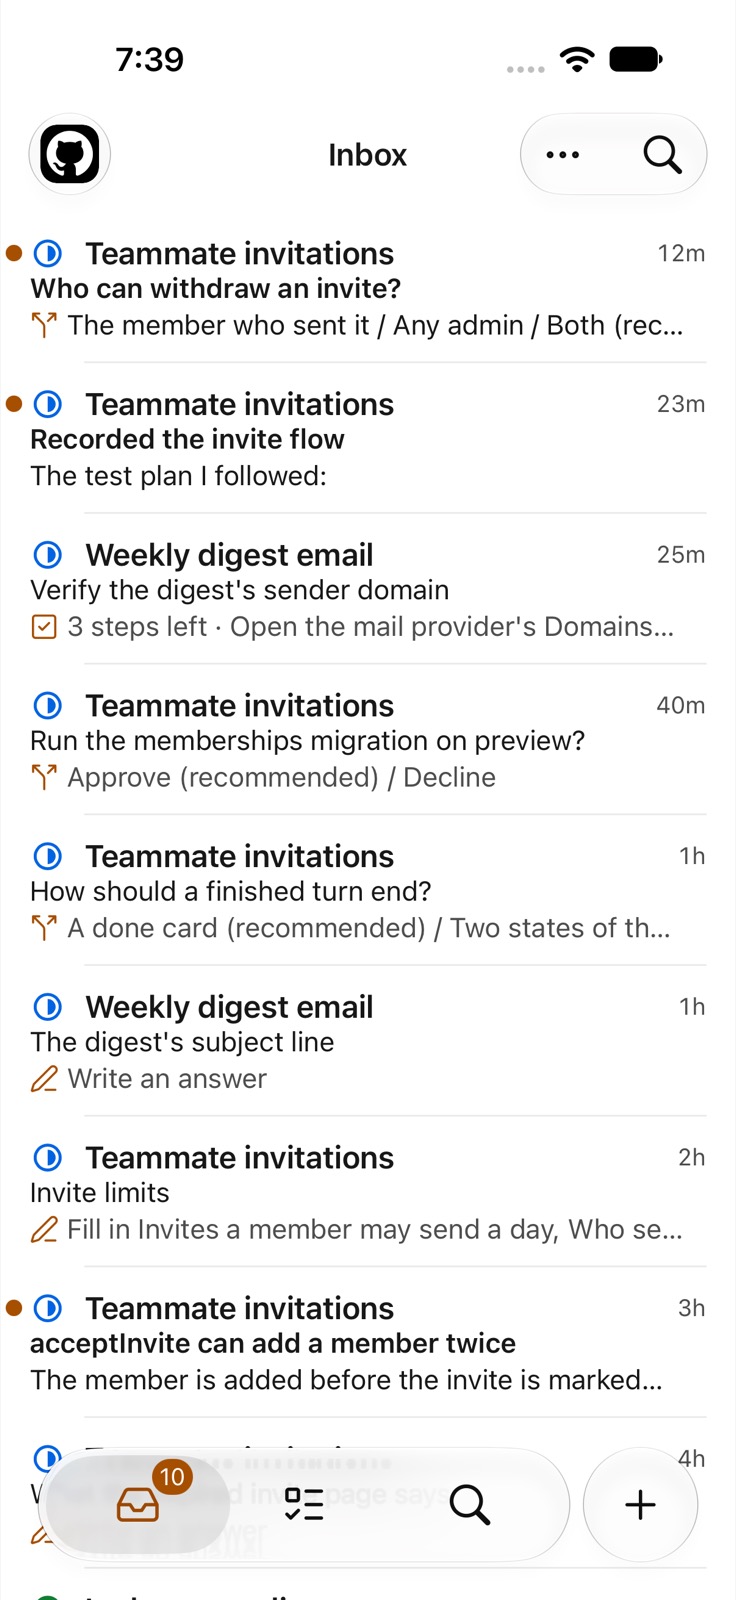 7:39
Inbox
Teammate invitations 12m
Who can withdraw an invite?
The member who sent it / Any admin / Both (rec...
Teammate invitations 23m
Recorded the invite flow
The test plan I followed:
Weekly digest email 25m
Verify the digest's sender domain
3 steps left · Open the mail provider's Domains...
Teammate invitations 40m
Run the memberships migration on preview?
Approve (recommended) / Decline
Teammate invitations 1h
How should a finished turn end?
A done card (recommended) / Two states of th...
Weekly digest email 1h
The digest's subject line
Write an answer
Teammate invitations 2h
Invite limits
Fill in Invites a member may send a day, Who se...
Teammate invitations 3h
acceptInvite can add a member twice
The member is added before the invite is marked...
4h
page says
10